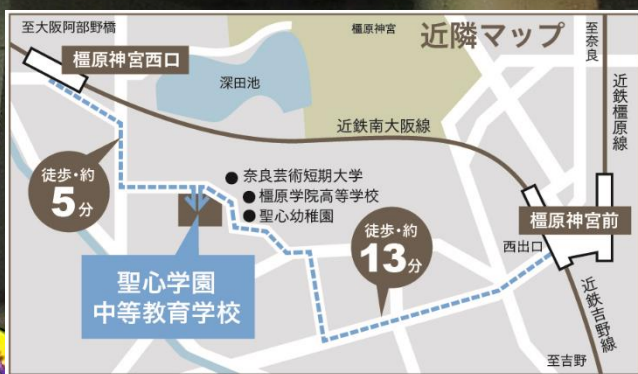 近隣マップ
至大阪阿部野橋
橿原神宮西口
深田池
橿原神宮
至奈良
近鉄橿原線
近鉄南大阪線
徒歩・約
5分
奈良芸術短期大学
橿原学院高等学校
聖心幼稚園
聖心学園
中等教育学校
徒歩・約
13分
西出口
橿原神宮前
近鉄吉野線
至吉野